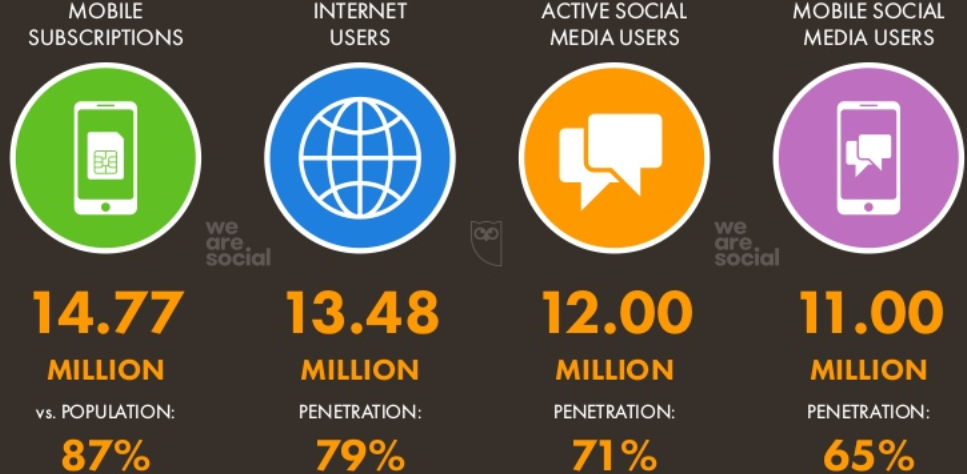 MOBILE
SUBSCRIPTIONS
INTERNET
USERS
ACTIVE SOCIAL
MEDIA USERS
MOBILE SOCIAL
MEDIA USERS
we
are
social
we
are
social
14.77
MILLION
vs. POPULATION:
87%
13.48
MILLION
PENETRATION:
79%
12.00
MILLION
PENETRATION:
71%
11.00
MILLION
PENETRATION:
65%